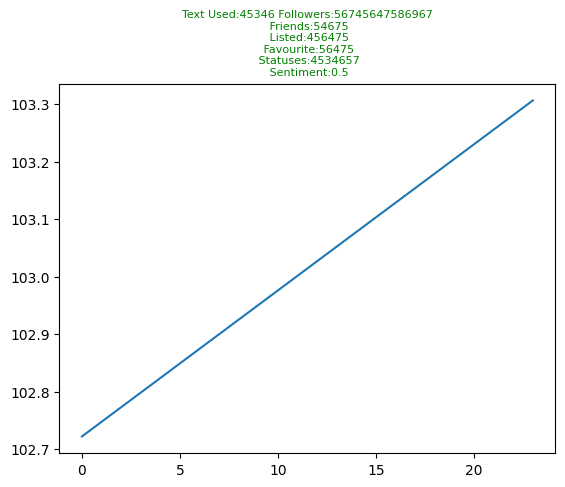 Text Used:45346 Followers:56745647586967
Friends:54675
Listed:456475
Favourite:56475
Statuses:4534657
Sentiment:0.5
103.3
103.2
103.1
103.0
102.9
102.8
102.7
0 5 10 15 20